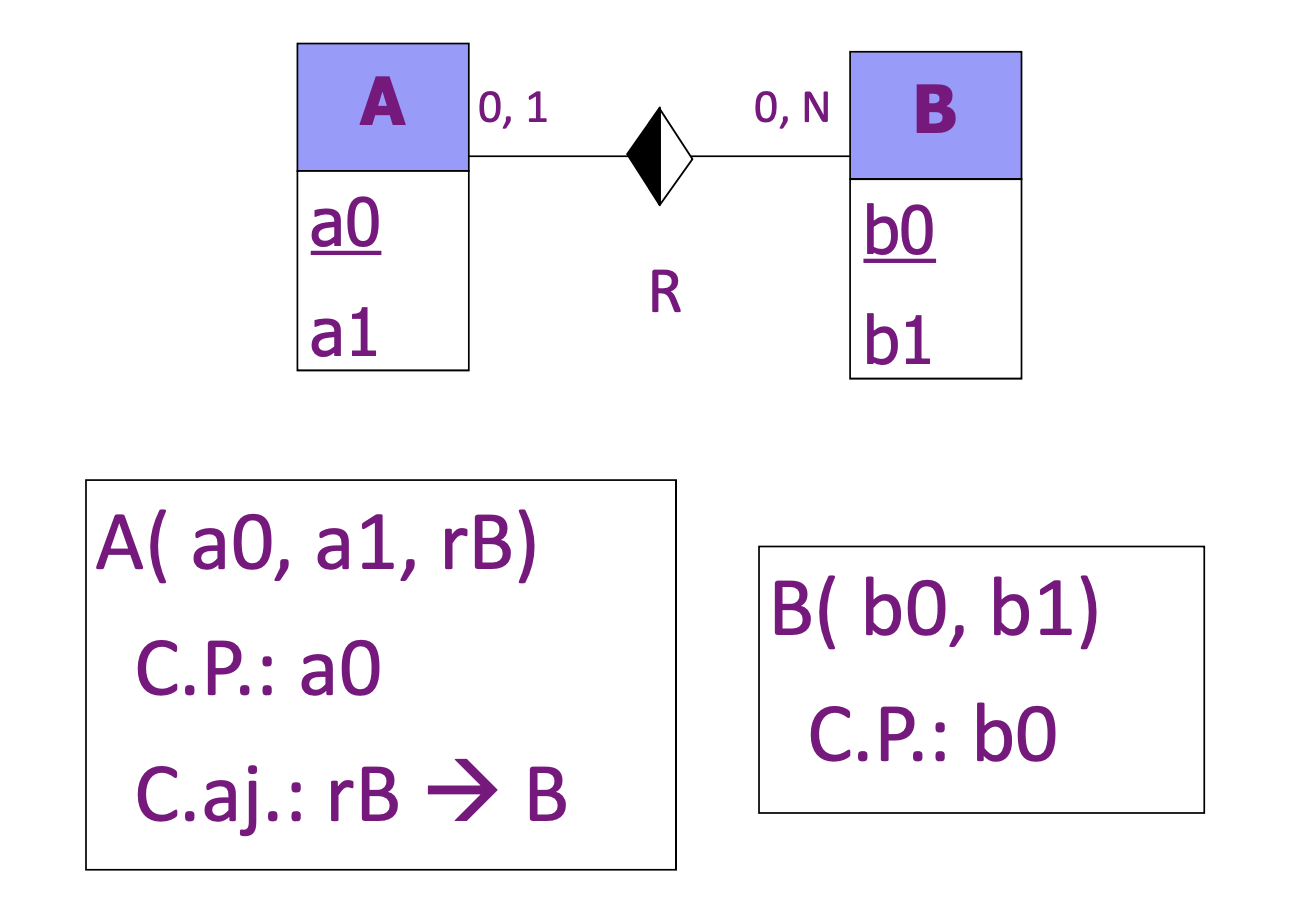 A
0, 1
0, N
B
a0
a1
R
b0
b1
A( a0, a1, rB)
C.P.: a0
C.aj.: rB → B
B( b0, b1)
C.P.: b0